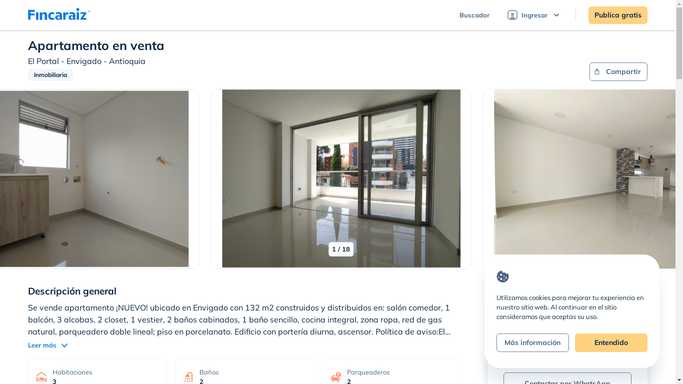 Fincaraiz
Buscador
Ingresar
Publica gratis
Apartamento en venta
El Portal - Envigado - Antioquia
Inmobiliaria
Compartir
1 / 18
Descripción general
Se vende apartamento ¡NUEVO! ubicado en Envigado con 132 m2 construidos y distribuidos en: salón comedor, 1
balcón, 3 alcobas, 2 closet, 1 vestier, 2 baños cabinados, 1 baño sencillo, cocina integral, zona ropa, red de gas
natural, parqueadero doble lineal; piso en porcelanato. Edificio con portería diurna, ascensor. Política de aviso:El...
Leer más
Habitaciones
3
Baños
2
Parqueaderos
2
Utilizamos cookies para mejorar tu experiencia en
nuestro sitio web. Al continuar en el sitio
consideramos que aceptas su uso.
Más información
Entendido
Contactar por WhatsApp